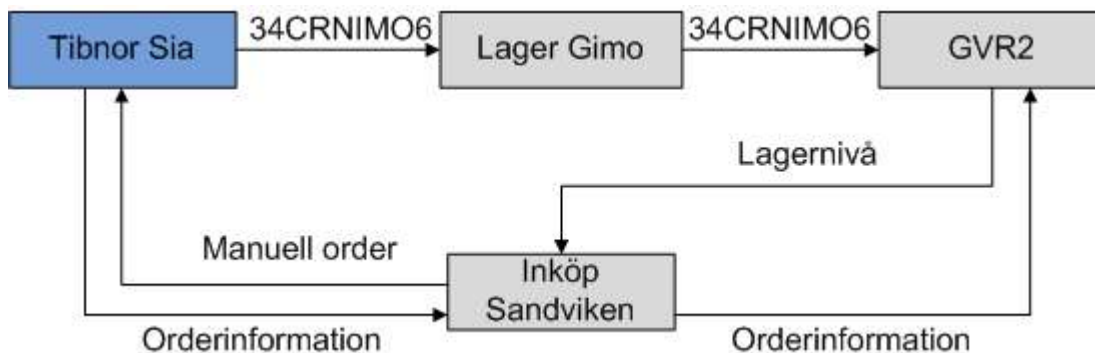 Tibnor Sia
34CRNIMO6
Lager Gimo
34CRNIMO6
GVR2
Lagernivå
Manuell order
Inköp
Sandviken
Orderinformation
Orderinformation